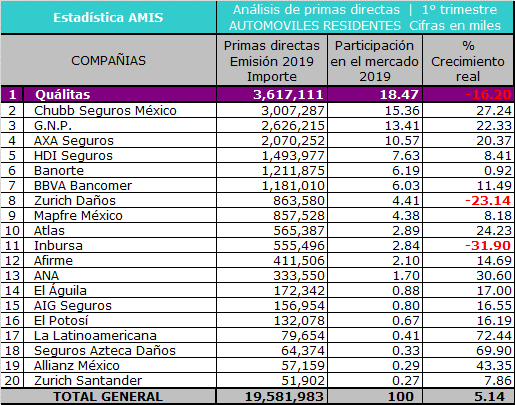 Estadística AMIS
Análisis de primas directas | 1° trimestre
AUTOMOVILES RESIDENTES Cifras en miles
COMPAÑIAS
Primas directas
Emisión 2019
Importe
Participación
en el mercado
2019
%
Crecimiento
real
1 Quálitas 3,617,111 18.47 -16.20
2 Chubb Seguros México 3,007,287 15.36 27.24
3 G.N.P. 2,626,215 13.41 22.33
4 AXA Seguros 2,070,252 10.57 20.37
5 HDI Seguros 1,493,977 7.63 8.41
6 Banorte 1,211,875 6.19 0.92
7 BBVA Bancomer 1,181,010 6.03 11.49
8 Zurich Daños 863,580 4.41 -23.14
9 Mapfre México 857,528 4.38 8.18
10 Atlas 565,387 2.89 24.23
11 Inbursa 555,496 2.84 -31.90
12 Afirme 411,506 2.10 14.69
13 ANA 333,550 1.70 30.60
14 El Águila 172,342 0.88 17.00
15 AIG Seguros 156,954 0.80 16.55
16 El Potosí 132,078 0.67 16.19
17 La Latinoamericana 79,654 0.41 72.44
18 Seguros Azteca Daños 64,374 0.33 69.90
19 Allianz México 57,159 0.29 43.35
20 Zurich Santander 51,902 0.27 7.86
TOTAL GENERAL 19,581,983 100 5.14